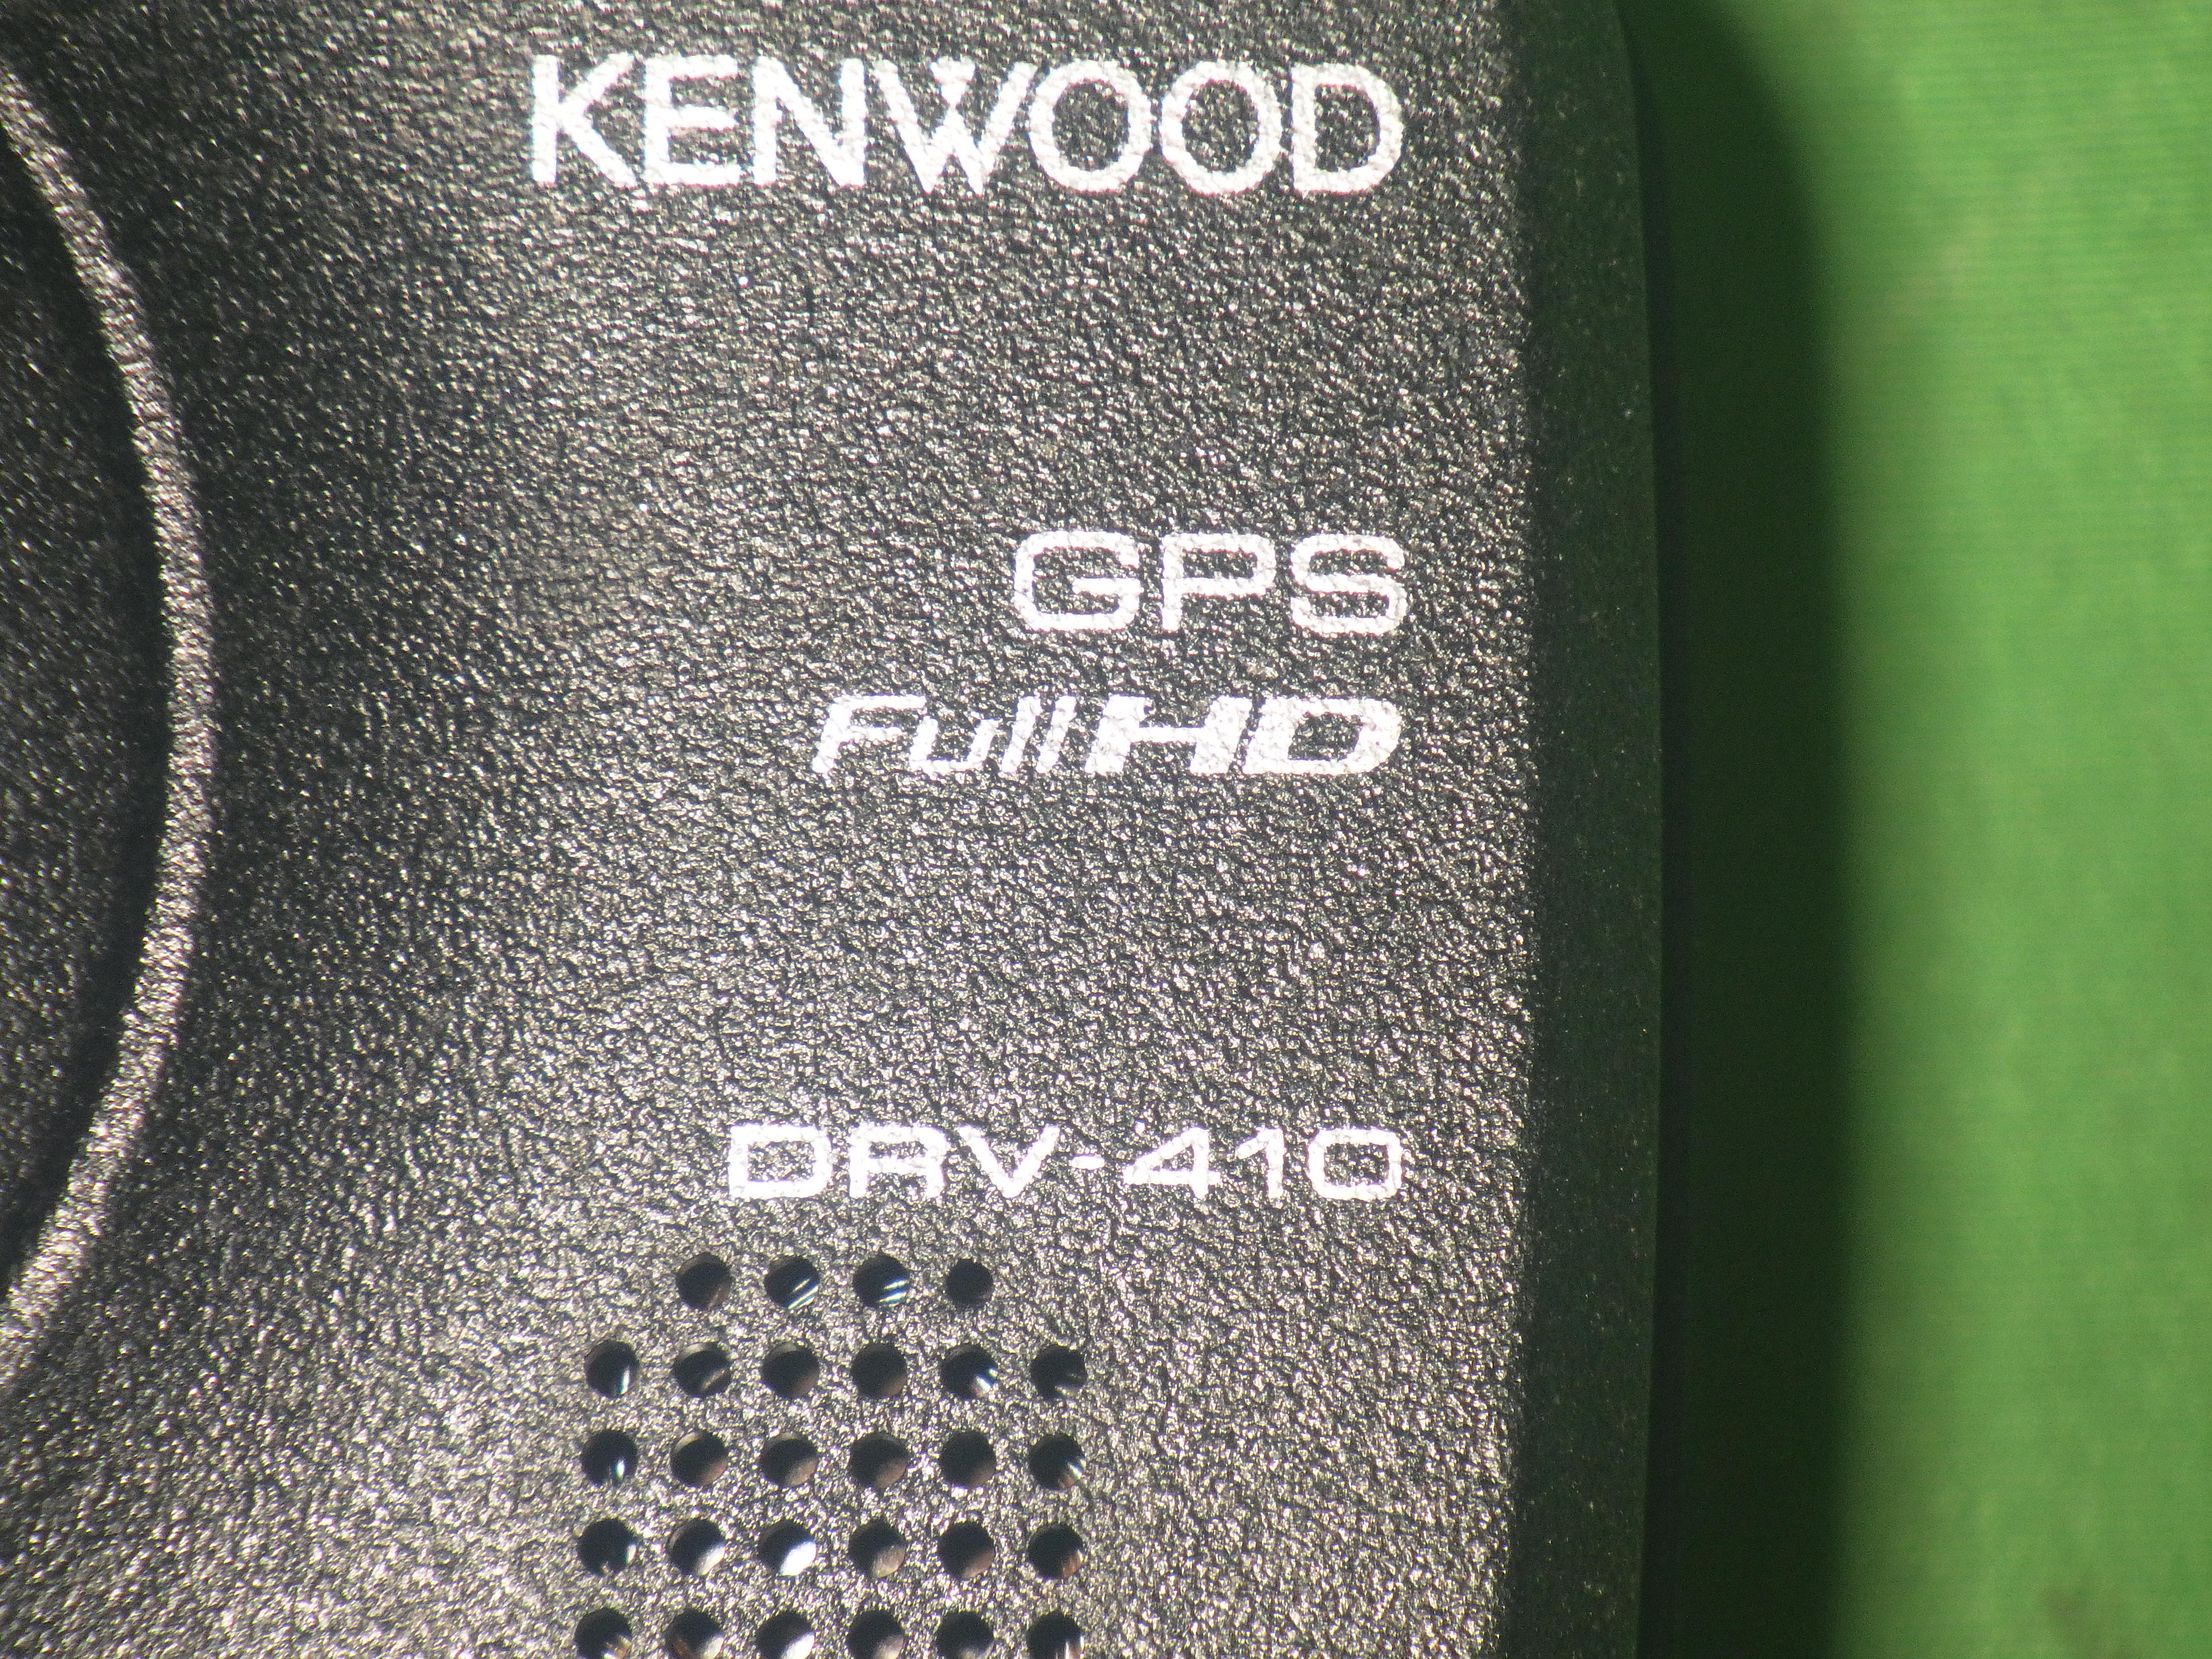 KENWOOD
GPS
Full HD
DRV-410